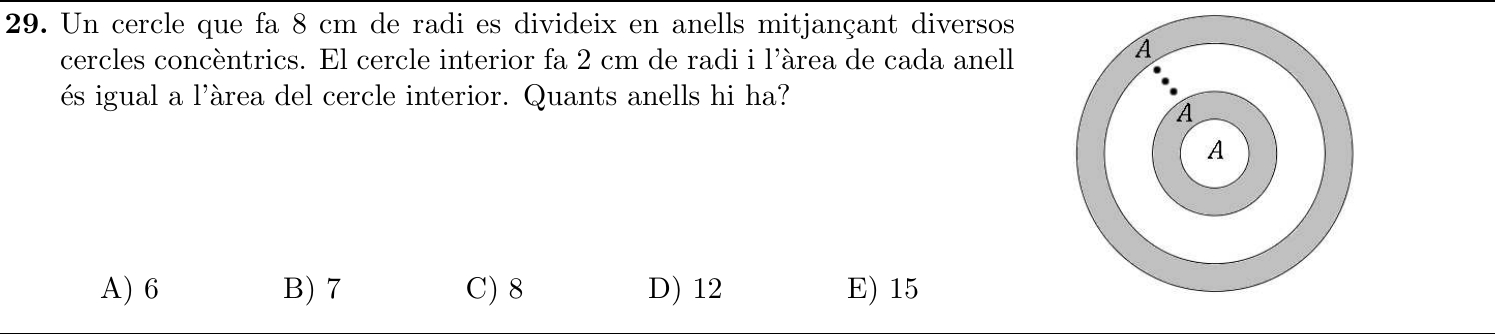 29. Un cercle que fa 8 cm de radi es divideix en anells mitjançant diversos
cercles concèntrics. El cercle interior fa 2 cm de radi i l'àrea de cada anell
és igual a l'àrea del cercle interior. Quants anells hi ha?
A
A
A
A) 6 B) 7 C) 8 D) 12 E) 15